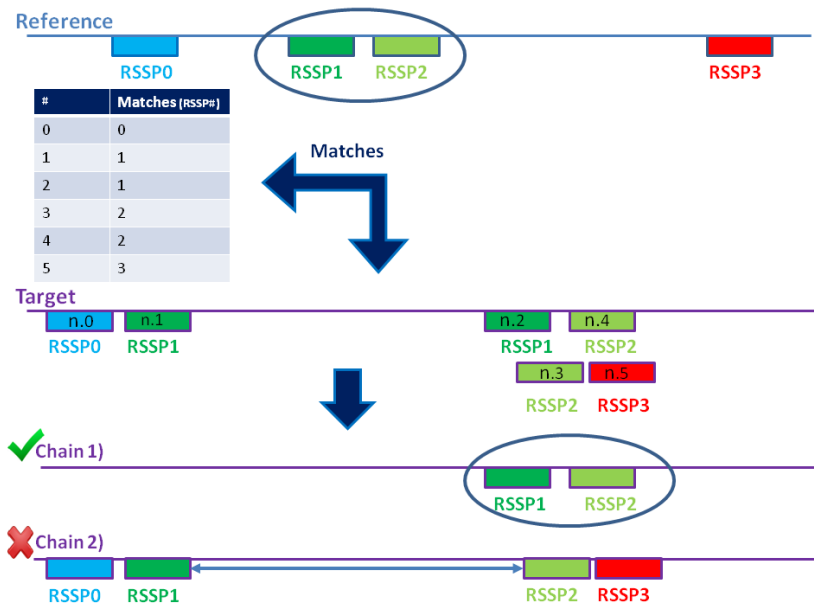 Reference
RSSP0 RSSP1 RSSP2 RSSP3
# Matches (RSSP#)
0 0
1 1
2 1
3 2
4 2
5 3
Matches
Target
n.0 n.1 n.2 n.4
RSSP0 RSSP1 RSSP1 RSSP2
n.3 n.5
RSSP2 RSSP3
Chain 1)
RSSP1 RSSP2
Chain 2)
RSSP0 RSSP1 RSSP2 RSSP3